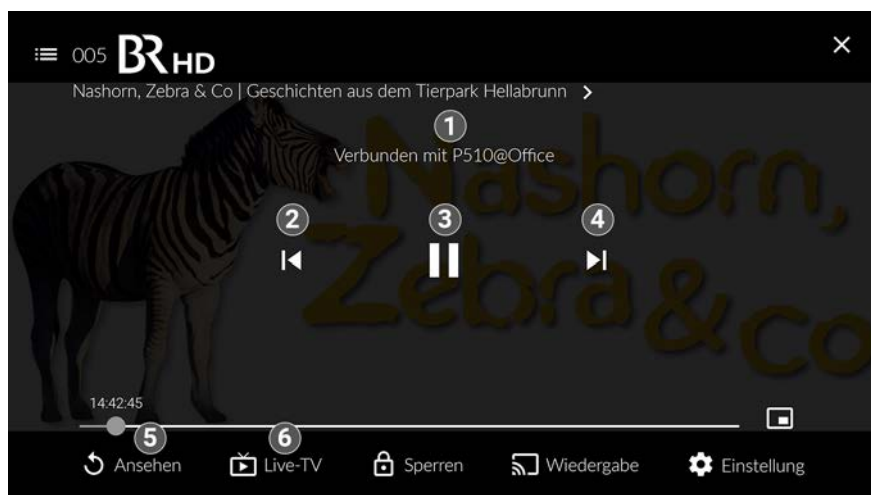 005 BR HD
Nashorn, Zebra & Co | Geschichten aus dem Tierpark Hellabrunn
1
Verbunden mit P510@Office
2 3 4
Nashorn,
Zebra
& Co
14:42:45
5 6
Ansehen Live-TV Sperren Wiedergabe Einstellung